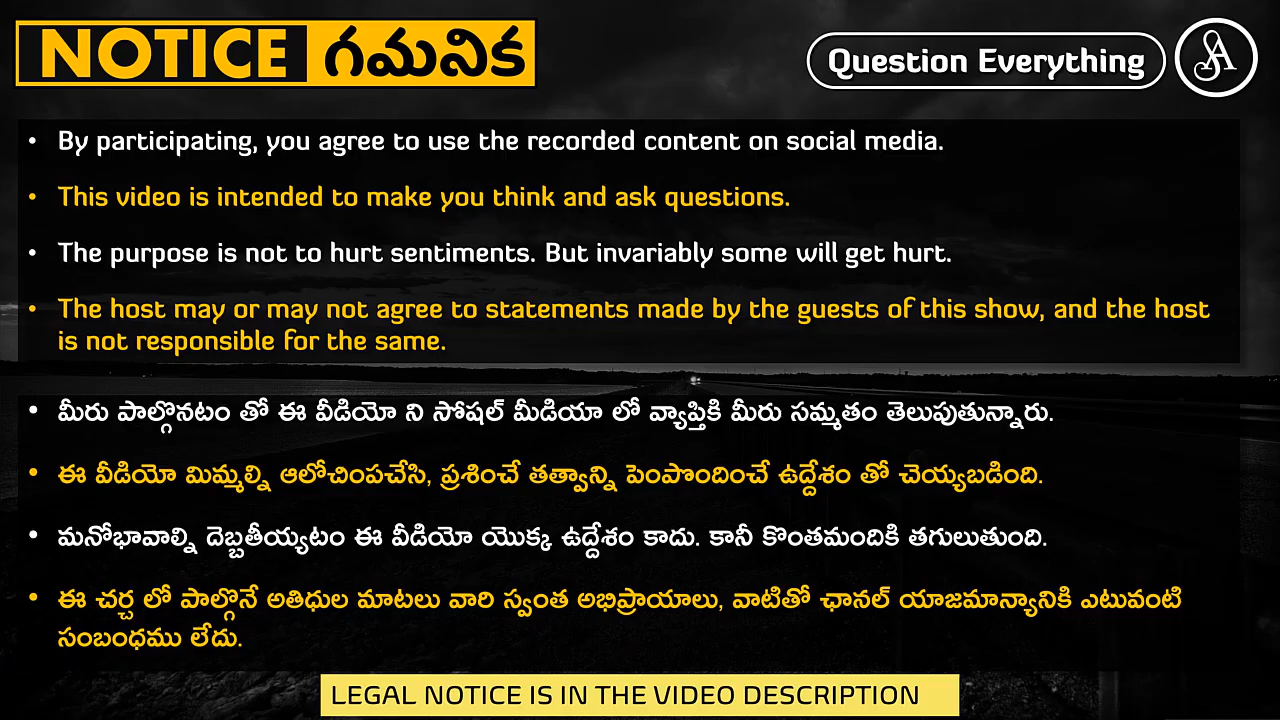 NOTICE గమనిక
Question Everything
• By participating, you agree to use the recorded content on social media.
• This video is intended to make you think and ask questions.
• The purpose is not to hurt sentiments. But invariably some will get hurt.
• The host may or may not agree to statements made by the guests of this show, and the host
is not responsible for the same.
• మీరు పాల్గొనటం తో ఈ వీడియో ని సోషల్ మీడియా లో వ్యాప్తికి మీరు సమ్మతం తెలుపుతున్నారు.
• ఈ వీడియో మిమ్మల్ని ఆలోచింపచేసి, ప్రశించే తత్వాన్ని పెంపొందించే ఉద్దేశం తో చెయ్యబడింది.
• మనోభావాల్ని దెబ్బతీయ్యటం ఈ వీడియో యొక్క ఉద్దేశం కాదు. కానీ కొంతమందికి తగులుతుంది.
• ఈ చర్చ లో పాల్గొనే అతిధుల మాటలు వారి స్వంత అభిప్రాయాలు, వాటితో ఛానల్ యాజమాన్యానికి ఎటువంటి
సంబంధము లేదు.
LEGAL NOTICE IS IN THE VIDEO DESCRIPTION